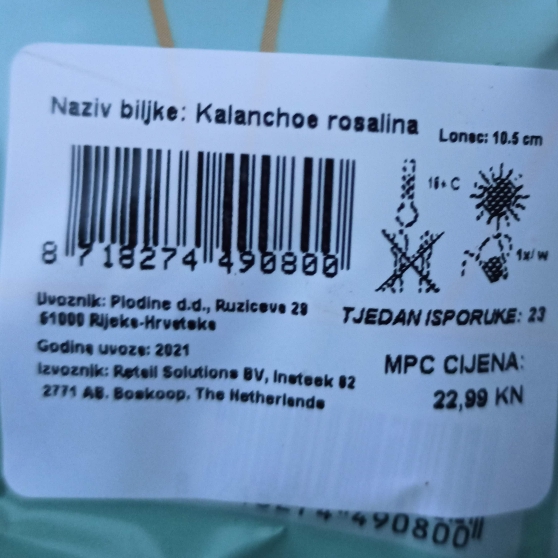 Naziv biljke: Kalanchoe rosalina
Lonac: 10.5 cm
16+ C
1x/ w
8 718274 490800
Uvoznik: Plodine d.d., Ruziceva 29
51000 Rijeka-Hrvatska
TJEDAN ISPORUKE: 23
Godina uvoza: 2021
Izvoznik: Retail Solutions BV, Insteek 82
2771 AB. Boskoop, The Netherlands
MPC CIJENA:
22,99 KN
490800